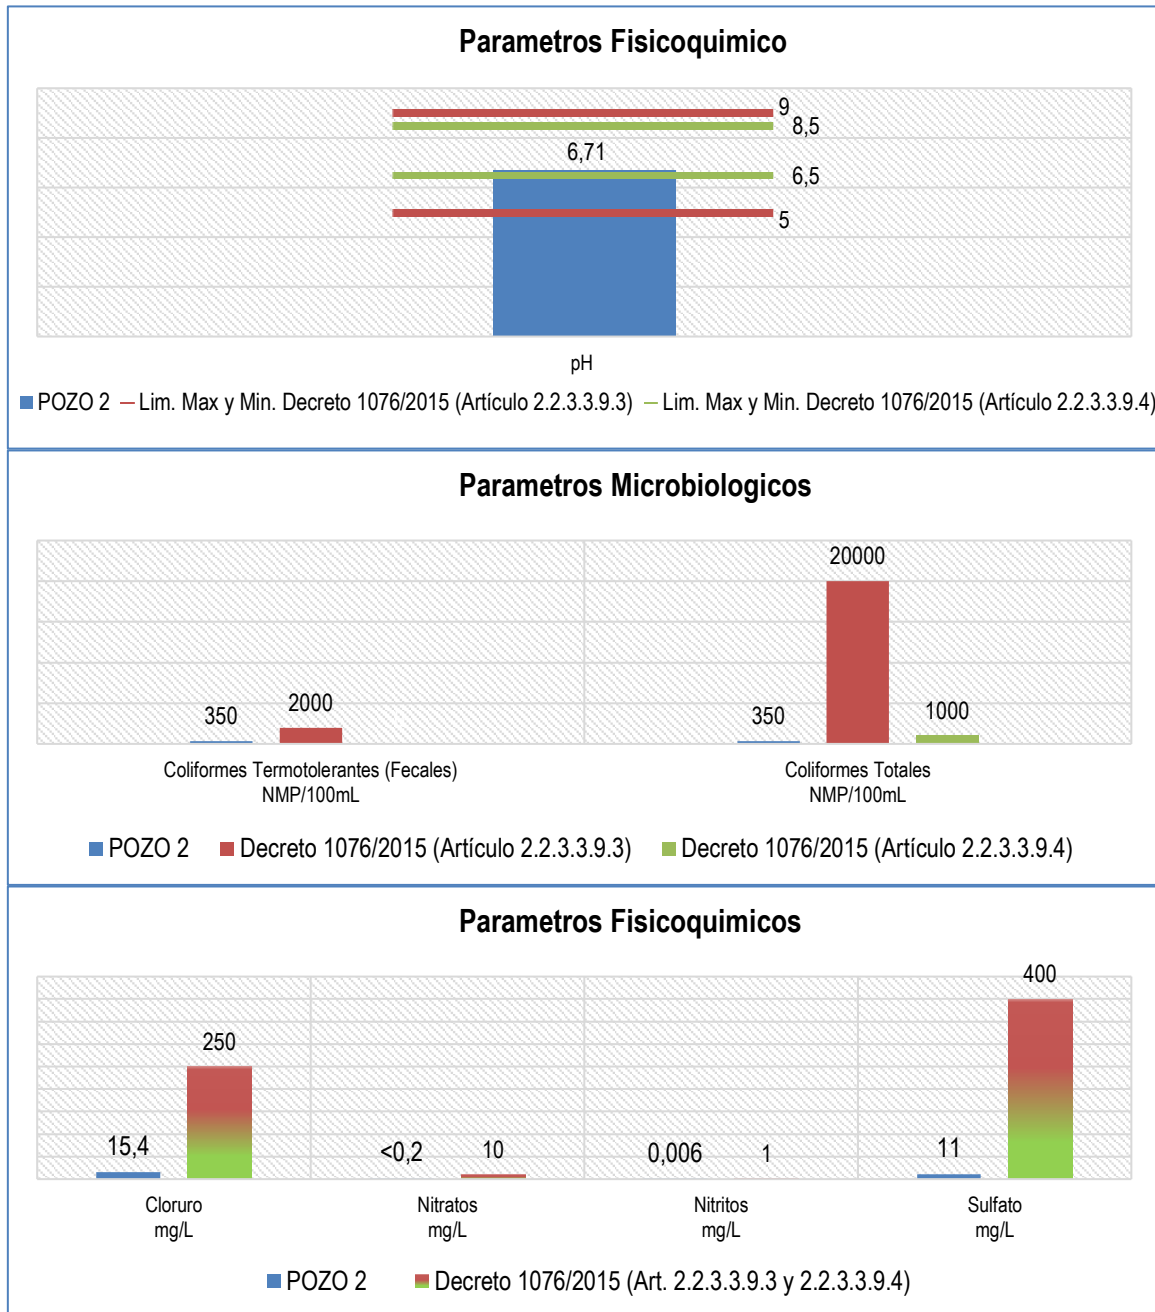 Parametros Fisicoquimico
9
8,5
6,71
6,5
5
pH
POZO 2 Lim. Max y Min. Decreto 1076/2015 (Artículo 2.2.3.3.9.3) Lim. Max y Min. Decreto 1076/2015 (Artículo 2.2.3.3.9.4)
Parametros Microbiologicos
20000
350 2000 350 1000
Coliformes Termotolerantes (Fecales) Coliformes Totales
NMP/100mL NMP/100mL
POZO 2 Decreto 1076/2015 (Artículo 2.2.3.3.9.3) Decreto 1076/2015 (Artículo 2.2.3.3.9.4)
Parametros Fisicoquimicos
400
250
15,4 <0,2 10 0,006 1 11
Cloruro Nitratos Nitritos Sulfato
mg/L mg/L mg/L mg/L
POZO 2 Decreto 1076/2015 (Art. 2.2.3.3.9.3 y 2.2.3.3.9.4)